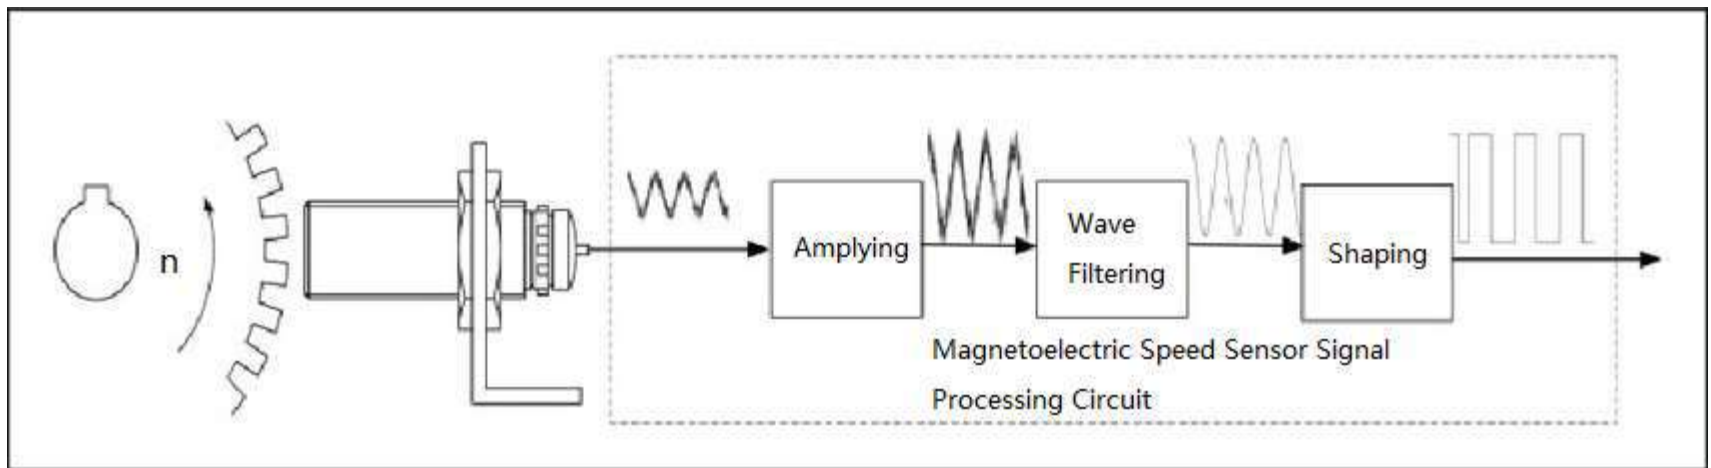 n
Amplying
Wave
Filtering
Shaping
Magnetoelectric Speed Sensor Signal
Processing Circuit